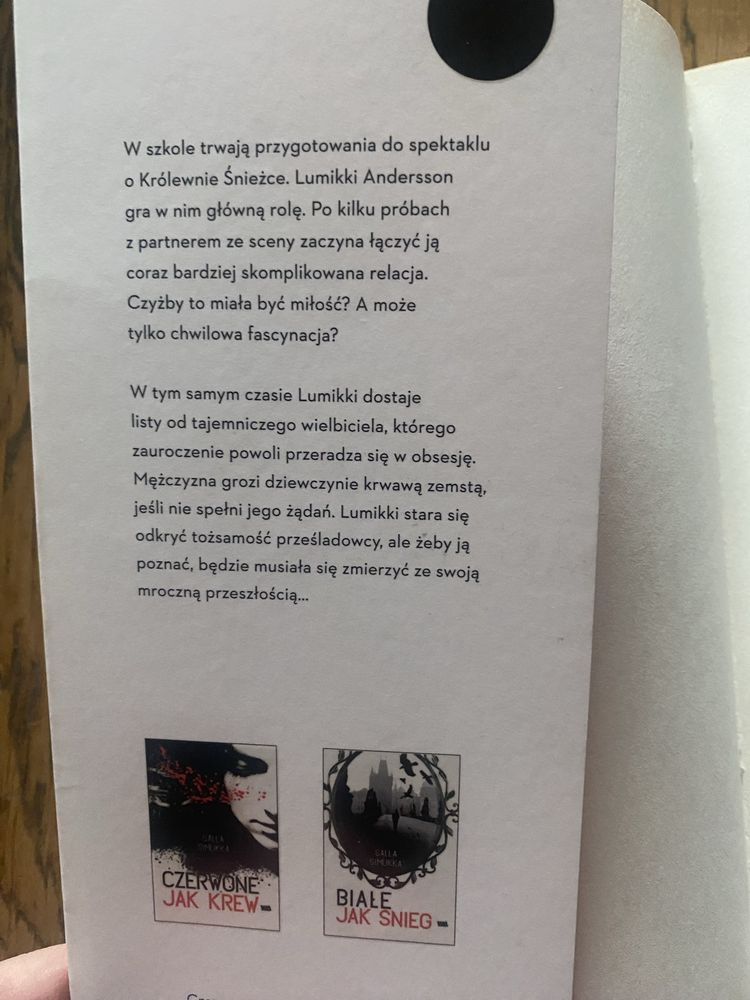 W szkole trwają przygotowania do spektaklu
o Królewnie Śnieżce. Lumikki Andersson
gra w nim główną rolę. Po kilku próbach
z partnerem ze sceny zaczyna łączyć ją
coraz bardziej skomplikowana relacja.
Czyżby to miała być miłość? A może
tylko chwilowa fascynacja?
W tym samym czasie Lumikki dostaje
listy od tajemniczego wielbiciela, którego
zauroczenie powoli przeradza się w obsesję.
Mężczyzna grozi dziewczynie krwawą zemstą,
jeśli nie spełni jego żądań. Lumikki stara się
odkryć tożsamość prześladowcy, ale żeby ją
poznać, będzie musiała się zmierzyć ze swoją
mroczną przeszłością...
SALLA
SIMUKKA
CZERWONE
JAK KREW
SALLA
SIMUKKA
BIAŁE
JAK ŚNIEG